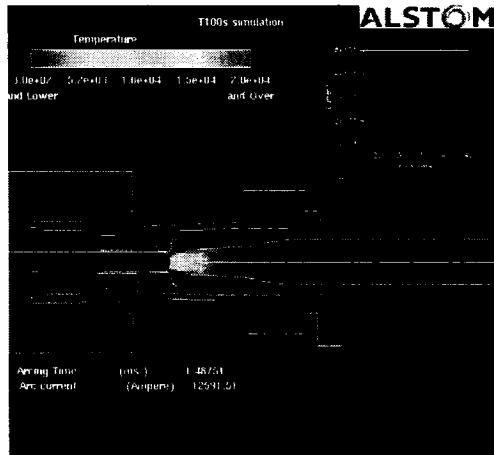 T100s simulation
ALSTOM
Temperature
3.0e+02 5.2e+03 1.0e+04 1.5e+04 2.0e+04
and Lower and Over
Arcing Time (ms) 1.48751
Arc current (Ampere) 12591.51